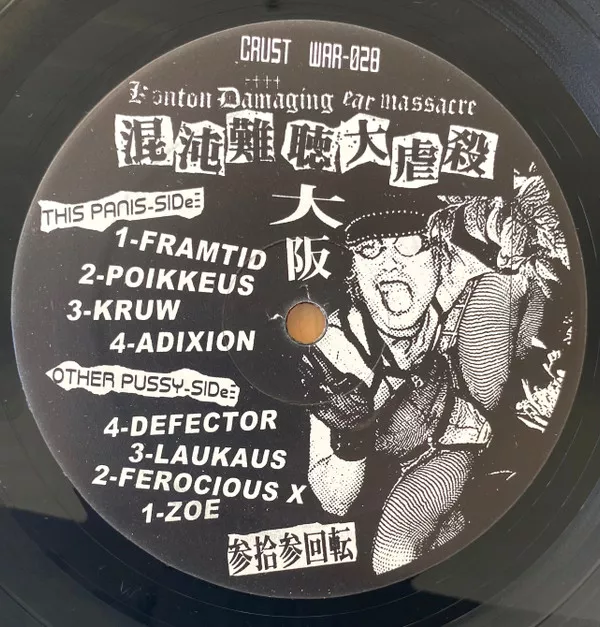 CRUST WAR-028
Konton Damaging ear massacre
混沌難聴大虐殺
大阪
THIS PANIS-SIDe
1-FRAMTID
2-POIKKEUS
3-KRUW
4-ADIXION
OTHER PUSSY-SIDe
4-DEFECTOR
3-LAUKAUS
2-FEROCIOUS X
1-ZOE
参拾参回転